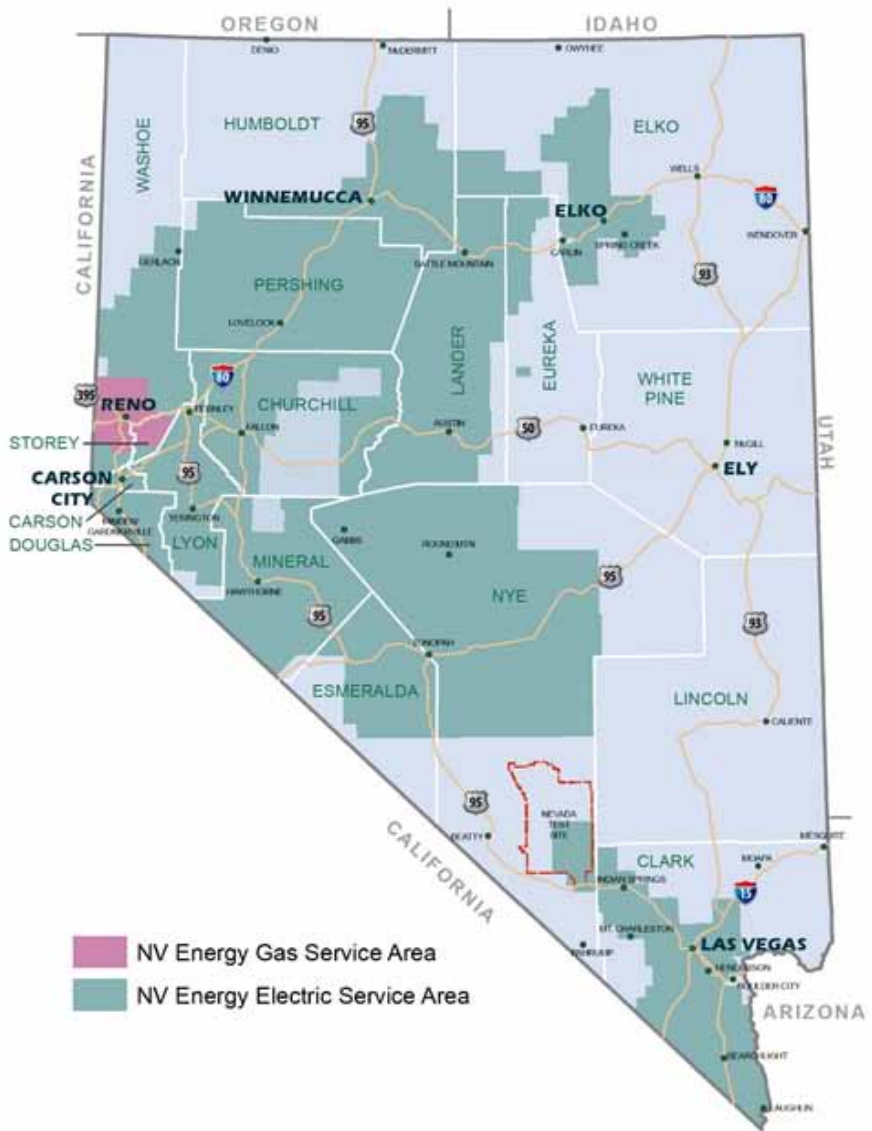 OREGON
IDAHO
DENIO
McDERMITT
OWYHEE
95
HUMBOLDT
ELKO
WASHOE
CALIFORNIA
WELLS
WINNEMUCCA
ELKO
80
CARLIN
SPRING CREEK
WENDOVER
GERLACH
BATTLE MOUNTAIN
93
PERSHING
LOVELOCK
LANDER
EUREKA
WHITE
PINE
80
395
RENO
FERNLEY
CHURCHILL
UTAH
STOREY
FALLON
AUSTIN
50
EUREKA
McGILL
CARSON
CITY
95
ELY
CARSON
YERINGTON
GARDNERVILLE
DOUGLAS
LYON
GABBS
ROUND MTN
MINERAL
HAWTHORNE
NYE
95
95
93
TONOPAH
ESMERALDA
LINCOLN
CALIENTE
95
NEVADA
TEST
SITE
BEATTY
CALIFORNIA
MESQUITE
CLARK
MOAPA
INDIAN SPRINGS
15
MT. CHARLESTON
LAS VEGAS
PAHRUMP
HENDERSON
BOULDER CITY
ARIZONA
SEARCHLIGHT
LAUGHLIN
NV Energy Gas Service Area
NV Energy Electric Service Area